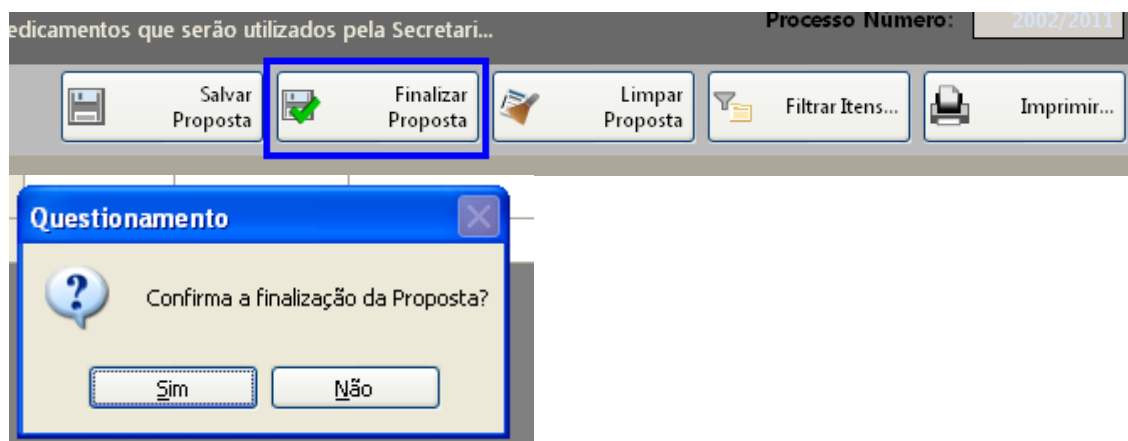 edicamentos que serão utilizados pela Secretari...
Processo Número:
2002/2011
Salvar
Proposta
Finalizar
Proposta
Limpar
Proposta
Filtrar Itens...
Imprimir...
Questionamento
Confirma a finalização da Proposta?
Sim
Não